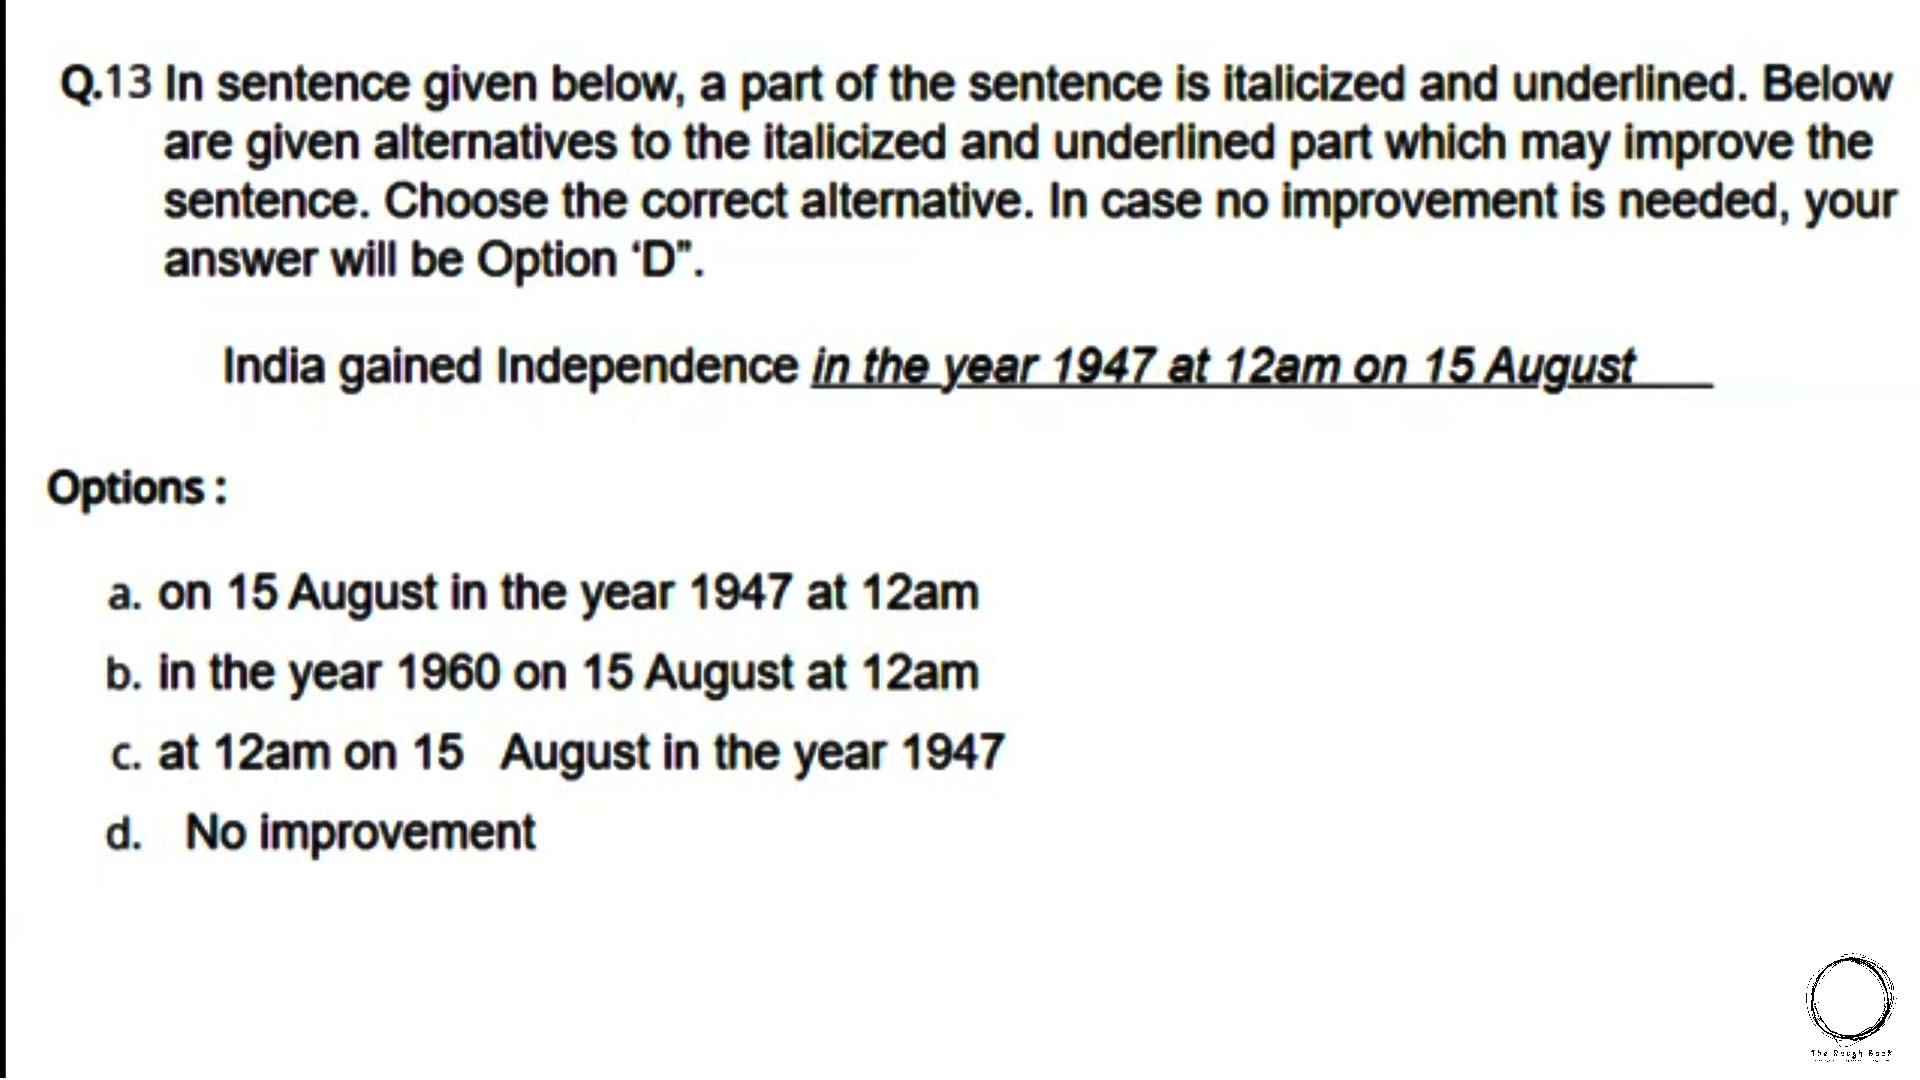 Q.13 In sentence given below, a part of the sentence is italicized and underlined. Below
are given alternatives to the italicized and underlined part which may improve the
sentence. Choose the correct alternative. In case no improvement is needed, your
answer will be Option ‘D”.
India gained Independence in the year 1947 at 12am on 15 August
Options :
a. on 15 August in the year 1947 at 12am
b. in the year 1960 on 15 August at 12am
c. at 12am on 15 August in the year 1947
d. No improvement
The Rough Book